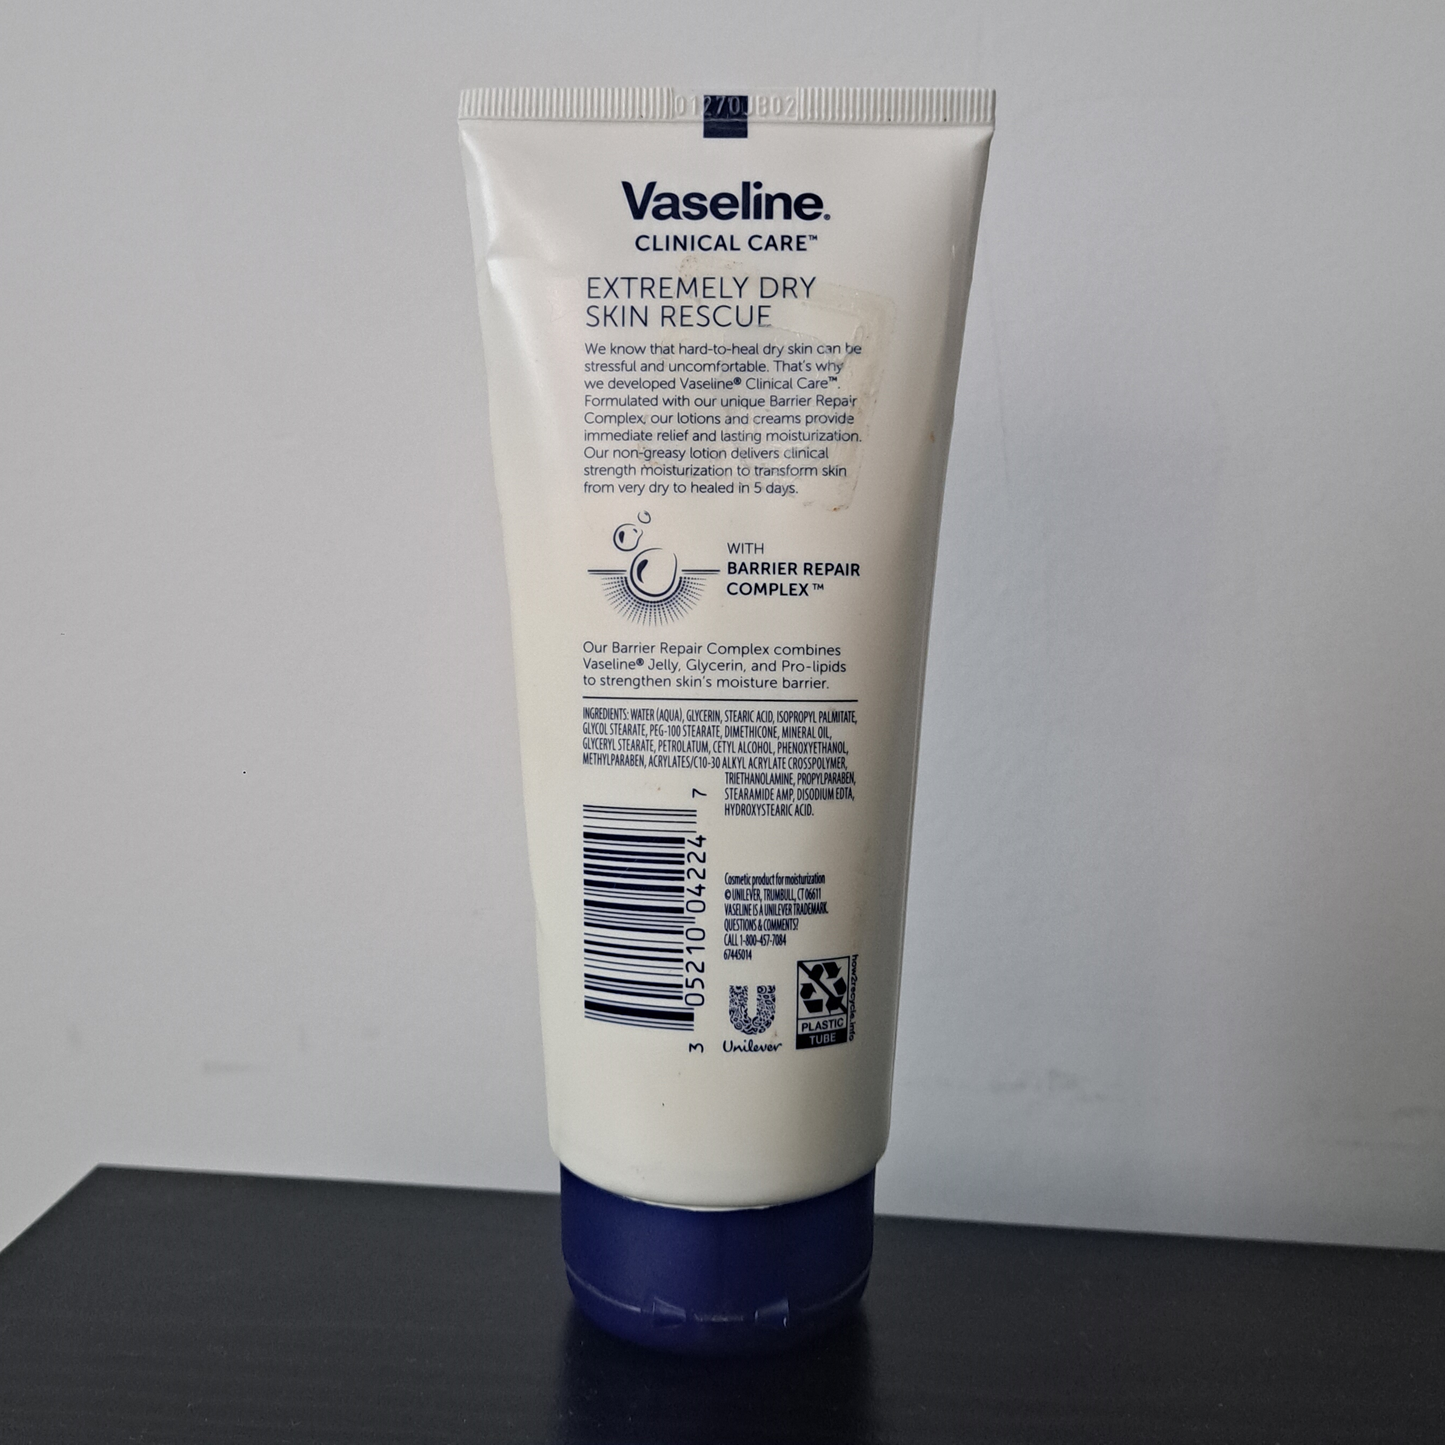 01270JB02
Vaseline®
CLINICAL CARE™
EXTREMELY DRY
SKIN RESCUE
We know that hard-to-heal dry skin can be
stressful and uncomfortable. That's why
we developed Vaseline® Clinical Care™.
Formulated with our unique Barrier Repair
Complex, our lotions and creams provide
immediate relief and lasting moisturization.
Our non-greasy lotion delivers clinical
strength moisturization to transform skin
from very dry to healed in 5 days.
WITH
BARRIER REPAIR
COMPLEX™
Our Barrier Repair Complex combines
Vaseline® Jelly, Glycerin, and Pro-lipids
to strengthen skin's moisture barrier.
INGREDIENTS: WATER (AQUA), GLYCERIN, STEARIC ACID, ISOPROPYL PALMITATE,
GLYCOL STEARATE, PEG-100 STEARATE, DIMETHICONE, MINERAL OIL,
GLYCERYL STEARATE, PETROLATUM, CETYL ALCOHOL, PHENOXYETHANOL,
METHYLPARABEN, ACRYLATES/C10-30 ALKYL ACRYLATE CROSSPOLYMER,
TRIETHANOLAMINE, PROPYLPARABEN,
STEARAMIDE AMP, DISODIUM EDTA,
HYDROXYSTEARIC ACID.
3 05210 04224 7
Cosmetic product for moisturization
© UNILEVER, TRUMBULL, CT 06611
VASELINE IS A UNILEVER TRADEMARK.
QUESTIONS & COMMENTS?
CALL 1-800-457-7084
67445014
Unilever
PLASTIC
TUBE
how2recycle.info